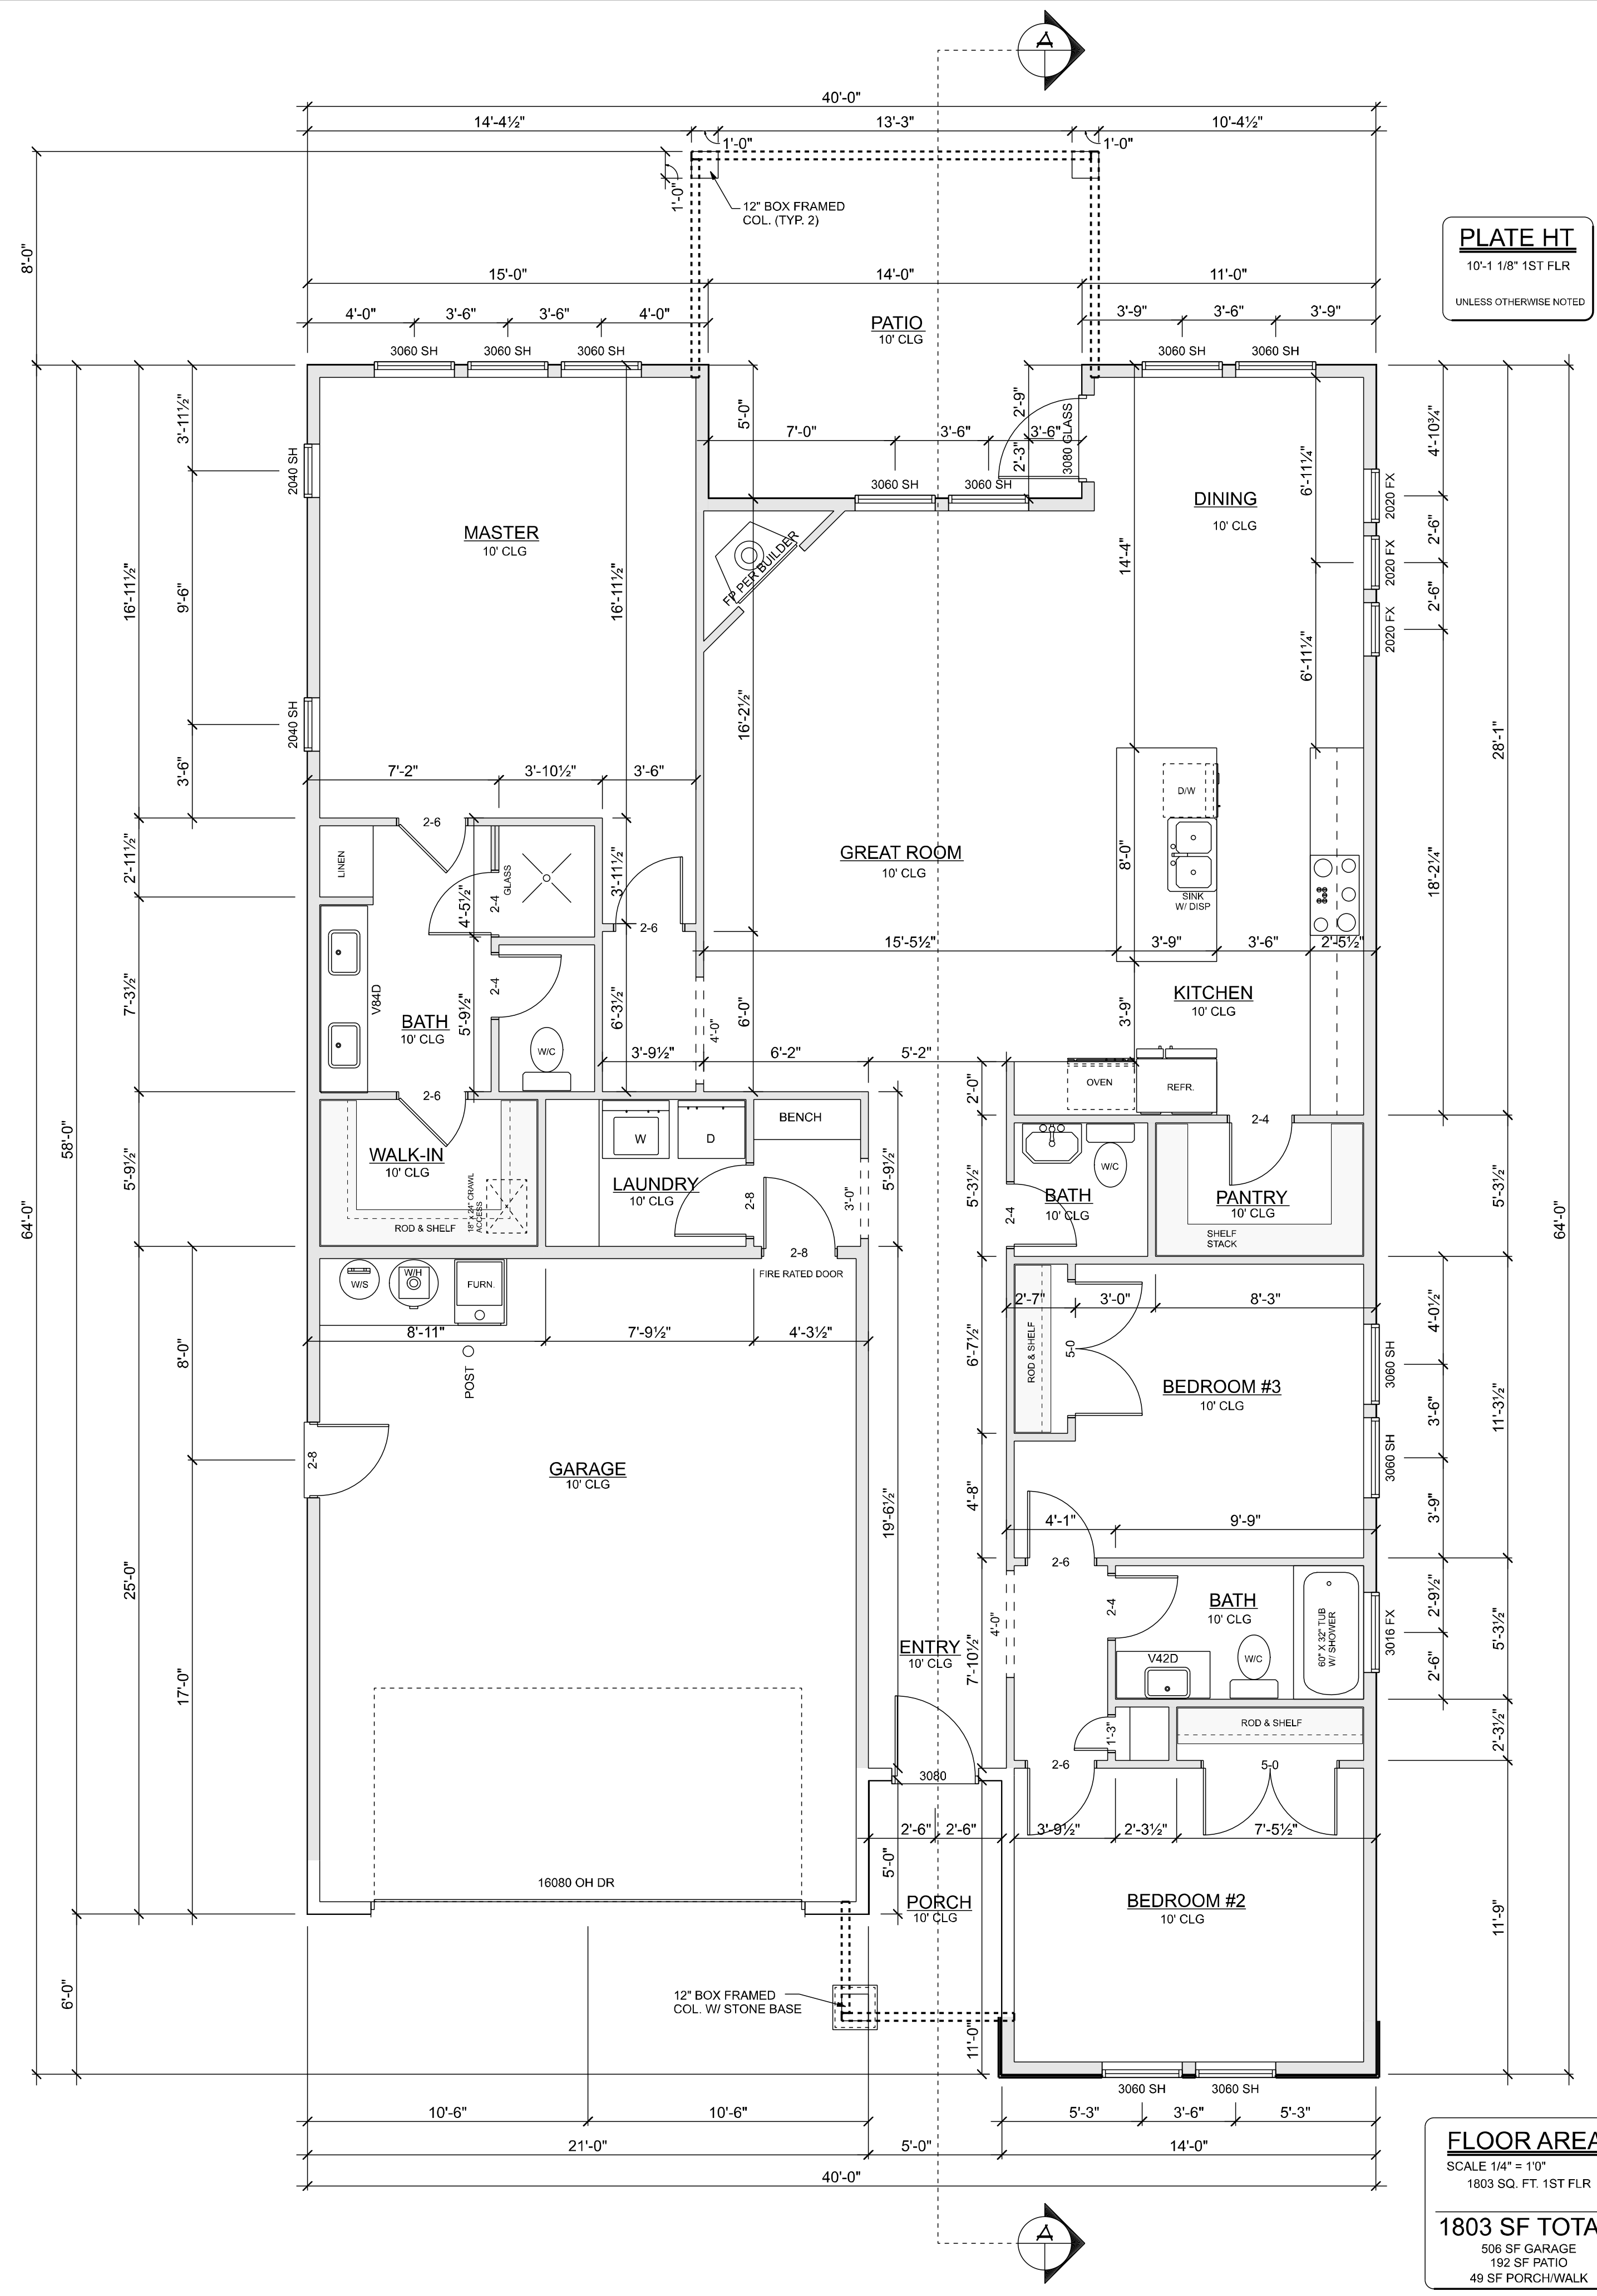 A
40'-0"
14'-4½"
13'-3"
10'-4½"
1'-0"
1'-0"
1'-0"
12" BOX FRAMED
COL. (TYP. 2)
PLATE HT
10'-1 1/8" 1ST FLR
UNLESS OTHERWISE NOTED
8'-0"
15'-0"
14'-0"
11'-0"
4'-0"
3'-6"
3'-6"
4'-0"
3'-9"
3'-6"
3'-9"
PATIO
10' CLG
3060 SH
3060 SH
3060 SH
3060 SH
3060 SH
3'-11½"
5'-0"
2'-9"
4'-10¾"
7'-0"
3'-6"
3'-6"
3080 GLASS
2'-3"
6'-11¼"
2040 SH
3060 SH
3060 SH
2020 FX
DINING
10' CLG
MASTER
10' CLG
2'-6"
14'-4"
FP PER BUILDER
2020 FX
16'-11½"
9'-6"
16'-11½"
2'-6"
2020 FX
6'-11¼"
2040 SH
16'-2½"
28'-1"
3'-6"
7'-2"
3'-10½"
3'-6"
D/W
2-6
LINEN
GLASS
2'-11½"
3'-11½"
GREAT ROOM
10' CLG
8'-0"
18'-2¼"
SINK
W/ DISP
4'-5½"
2-4
2-6
15'-5½"
3'-9"
3'-6"
2'-5½"
7'-3½"
V84D
2-4
BATH
10' CLG
5'-9½"
6'-3½"
6'-0"
4'-0"
KITCHEN
10' CLG
3'-9"
W/C
3'-9½"
6'-2"
5'-2"
2'-0"
OVEN
REFR.
2-6
58'-0"
64'-0"
5'-9½"
WALK-IN
10' CLG
ROD & SHELF
18" X 24" CRAWL
ACCESS
W
D
BENCH
LAUNDRY
10' CLG
2-8
3'-0"
5'-9½"
2-8
FIRE RATED DOOR
5'-3½"
2-4
W/C
BATH
10' CLG
2-4
PANTRY
10' CLG
SHELF
STACK
5'-3½"
64'-0"
W/S
W/H
FURN.
8'-11"
7'-9½"
4'-3½"
2'-7"
3'-0"
8'-3"
4'-0½"
8'-0"
POST
6'-7½"
ROD & SHELF
5-0
3060 SH
BEDROOM #3
10' CLG
3'-6"
11'-3½"
2-8
GARAGE
10' CLG
3060 SH
4'-8"
19'-6½"
3'-9"
4'-1"
9'-9"
2-6
25'-0"
2-4
BATH
10' CLG
60" X 32" TUB
W/ SHOWER
2'-9½"
3016 FX
5'-3½"
4'-0"
ENTRY
10' CLG
7'-10½"
V42D
W/C
2'-6"
17'-0"
1'-3"
ROD & SHELF
2'-3½"
3080
2-6
5-0
2'-6"
2'-6"
3'-9½"
2'-3½"
7'-5½"
5'-0"
16080 OH DR
PORCH
10' CLG
BEDROOM #2
10' CLG
11'-9"
6'-0"
12" BOX FRAMED
COL. W/ STONE BASE
11'-0"
3060 SH
3060 SH
10'-6"
10'-6"
5'-3"
3'-6"
5'-3"
21'-0"
5'-0"
14'-0"
40'-0"
FLOOR AREA
SCALE 1/4" = 1'0"
1803 SQ. FT. 1ST FLR
1803 SF TOTA
506 SF GARAGE
192 SF PATIO
49 SF PORCH/WALK
A